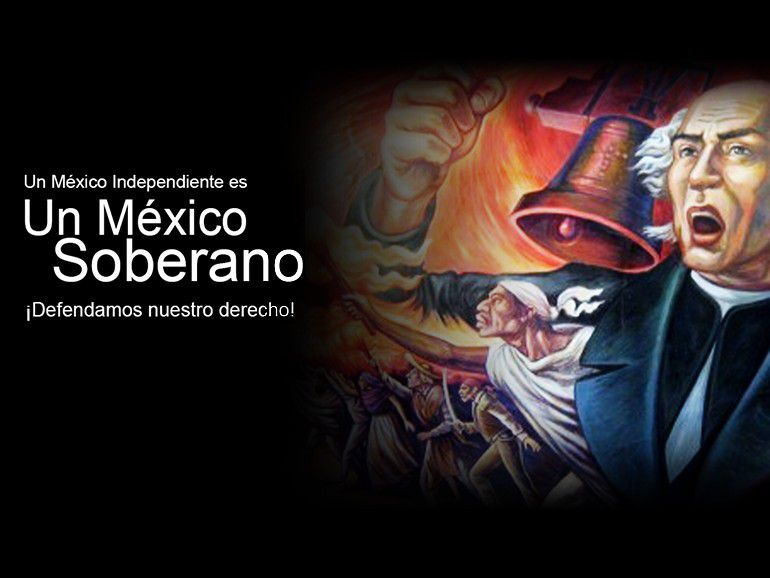 Un México Independiente es
Un México
Soberano
¡Defendamos nuestro derecho!